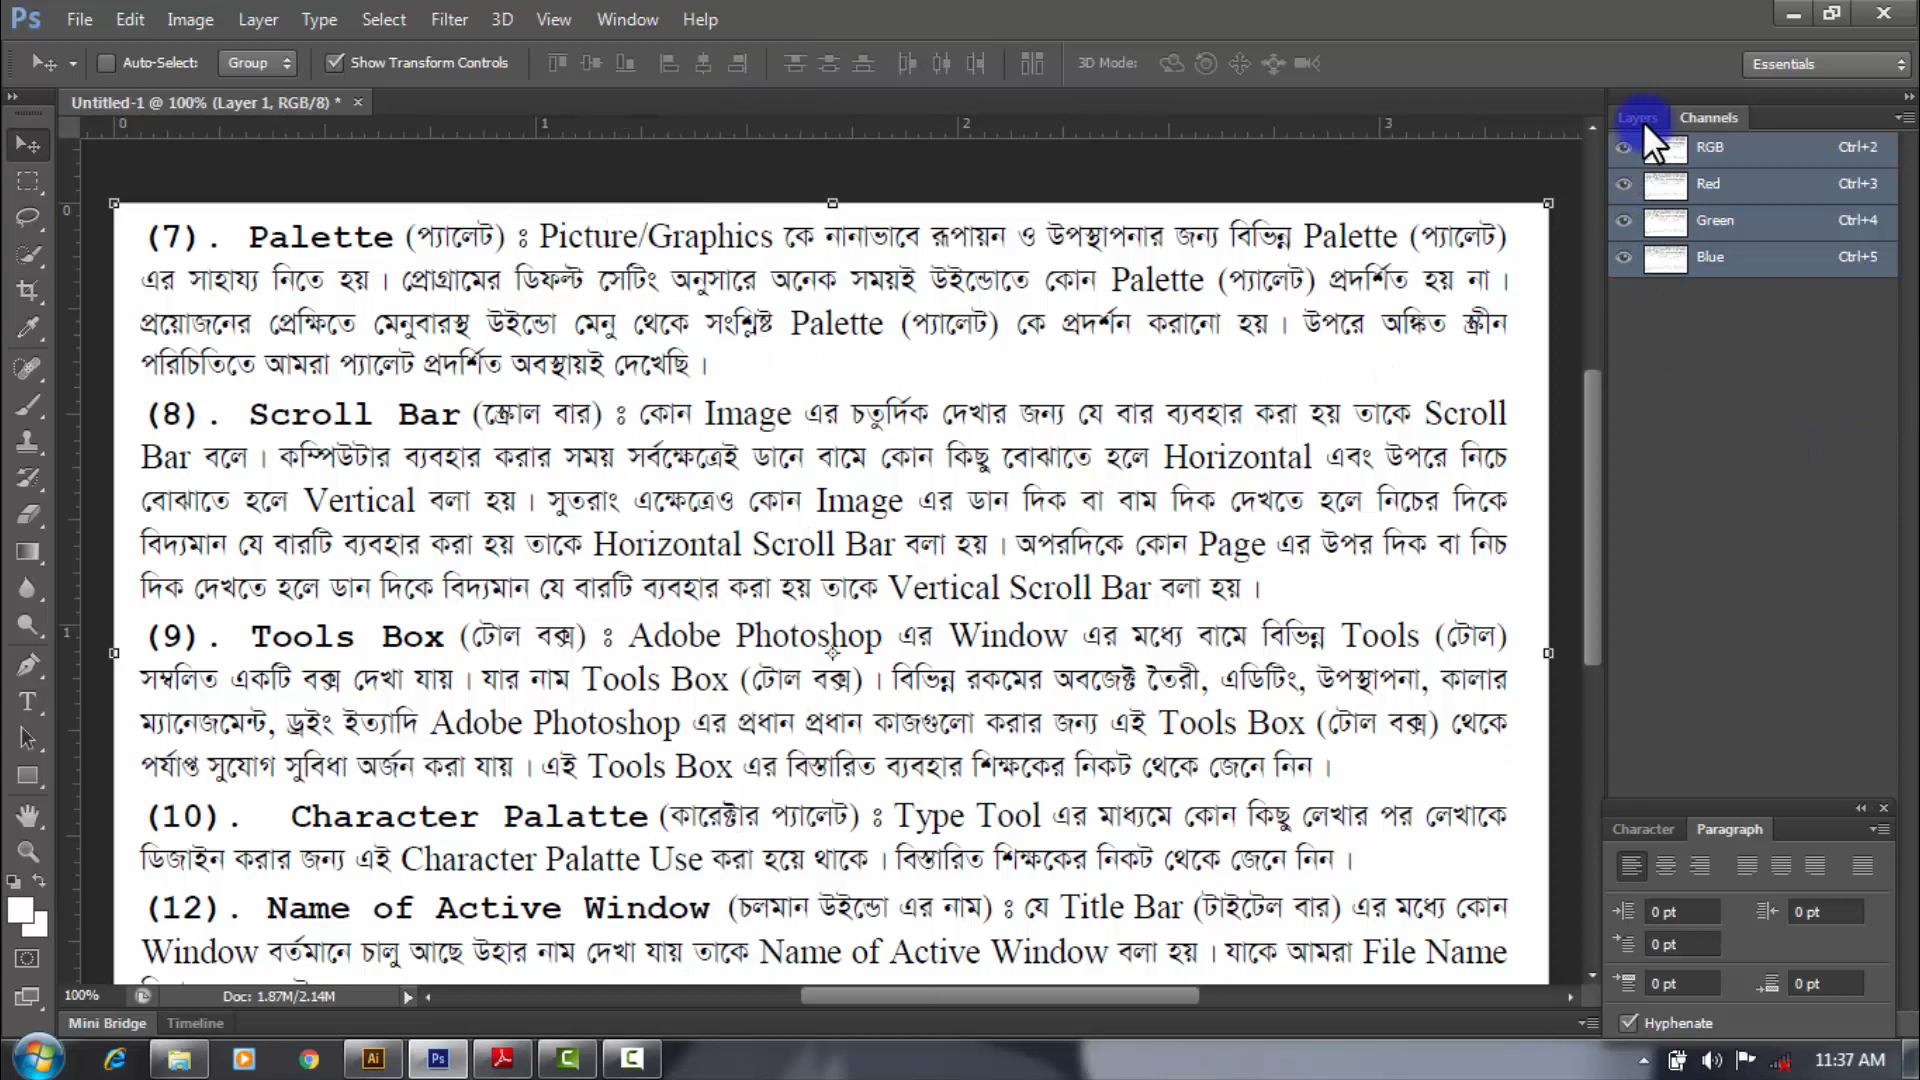 Ps File Edit Image Layer Type Select Filter 3D View Window Help
Auto-Select: Group Show Transform Controls 3D Mode: Essentials
Untitled-1 @ 100% (Layer 1, RGB/8) * ×
0 1 2 3
Layers Channels
RGB Ctrl+2
Red Ctrl+3
Green Ctrl+4
Blue Ctrl+5
0
(7). Palette (প্যালেট) ঃ Picture/Graphics কে নানাভাবে রূপায়ন ও উপস্থাপনার জন্য বিভিন্ন Palette (প্যালেট)
এর সাহায্য নিতে হয়। প্রোগ্রামের ডিফল্ট সেটিং অনুসারে অনেক সময়ই উইন্ডোতে কোন Palette (প্যালেট) প্রদর্শিত হয় না।
প্রয়োজনের প্রেক্ষিতে মেনুবারস্থ উইন্ডো মেনু থেকে সংশ্লিষ্ট Palette (প্যালেট) কে প্রদর্শন করানো হয়। উপরে অঙ্কিত স্ক্রীন
পরিচিতিতে আমরা প্যালেট প্রদর্শিত অবস্থায়ই দেখেছি।
(8). Scroll Bar (স্ক্রোল বার) ঃ কোন Image এর চতুর্দিক দেখার জন্য যে বার ব্যবহার করা হয় তাকে Scroll
Bar বলে। কম্পিউটার ব্যবহার করার সময় সর্বক্ষেত্রেই ডানে বামে কোন কিছু বোঝাতে হলে Horizontal এবং উপরে নিচে
বোঝাতে হলে Vertical বলা হয়। সুতরাং এক্ষেত্রেও কোন Image এর ডান দিক বা বাম দিক দেখতে হলে নিচের দিকে
বিদ্যমান যে বারটি ব্যবহার করা হয় তাকে Horizontal Scroll Bar বলা হয়। অপরদিকে কোন Page এর উপর দিক বা নিচ
দিক দেখতে হলে ডান দিকে বিদ্যমান যে বারটি ব্যবহার করা হয় তাকে Vertical Scroll Bar বলা হয়।
1
(9). Tools Box (টোল বক্স) ঃ Adobe Photoshop এর Window এর মধ্যে বামে বিভিন্ন Tools (টোল)
সম্বলিত একটি বক্স দেখা যায়। যার নাম Tools Box (টোল বক্স)। বিভিন্ন রকমের অবজেক্ট তৈরী, এডিটিং, উপস্থাপনা, কালার
ম্যানেজমেন্ট, ড্রইং ইত্যাদি Adobe Photoshop এর প্রধান প্রধান কাজগুলো করার জন্য এই Tools Box (টোল বক্স) থেকে
পর্যাপ্ত সুযোগ সুবিধা অর্জন করা যায়। এই Tools Box এর বিস্তারিত ব্যবহার শিক্ষকের নিকট থেকে জেনে নিন।
(10). Character Palatte (কারেক্টার প্যালেট) ঃ Type Tool এর মাধ্যমে কোন কিছু লেখার পর লেখাকে
ডিজাইন করার জন্য এই Character Palatte Use করা হয়ে থাকে। বিস্তারিত শিক্ষকের নিকট থেকে জেনে নিন।
(12). Name of Active Window (চলমান উইন্ডো এর নাম) ঃ যে Title Bar (টাইটেল বার) এর মধ্যে কোন
Window বর্তমানে চালু আছে উহার নাম দেখা যায় তাকে Name of Active Window বলা হয়। যাকে আমরা File Name
Character Paragraph
0 pt 0 pt
0 pt
0 pt 0 pt
Hyphenate
100% Doc: 1.87M/2.14M
Mini Bridge Timeline
Ai Ps
11:37 AM